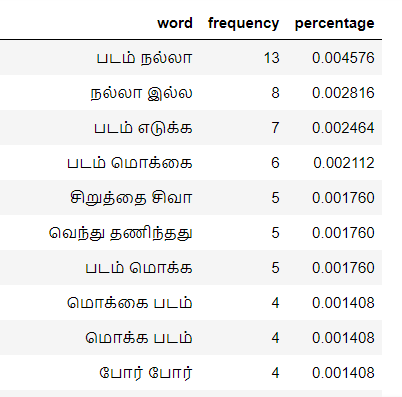 word frequency percentage
படம் நல்லா 13 0.004576
நல்லா இல்ல 8 0.002816
படம் எடுக்க 7 0.002464
படம் மொக்கை 6 0.002112
சிறுத்தை சிவா 5 0.001760
வெந்து தணிந்தது 5 0.001760
படம் மொக்க 5 0.001760
மொக்கை படம் 4 0.001408
மொக்க படம் 4 0.001408
போர் போர் 4 0.001408